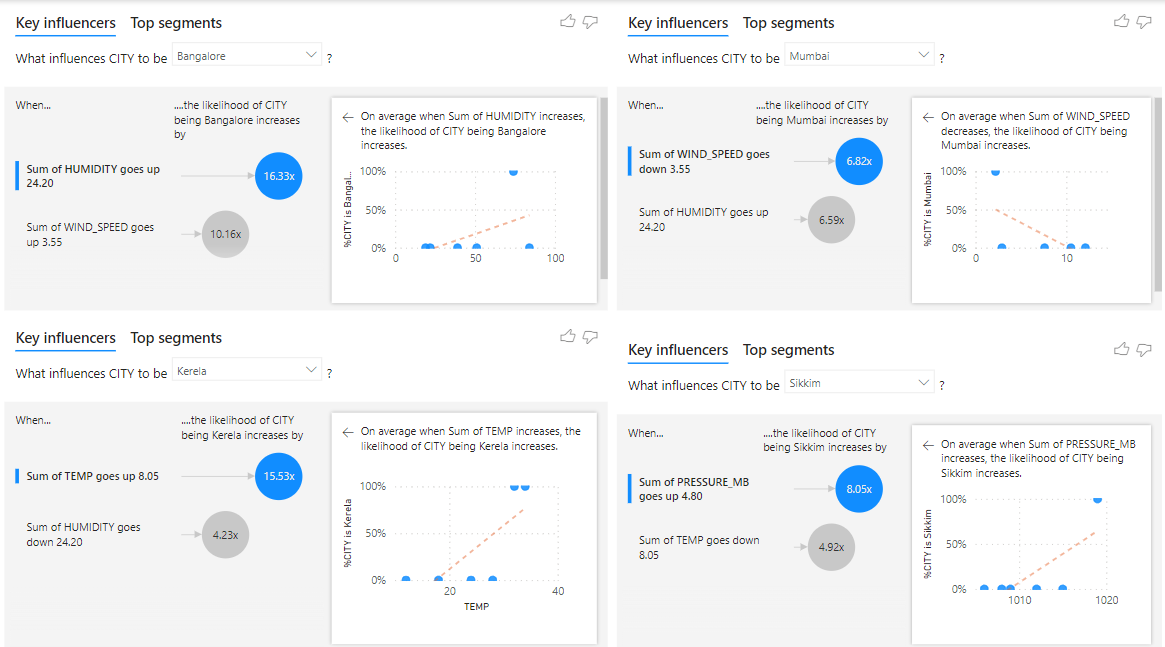 Key influencers Top segments
What influences CITY to be Bangalore ?
When...
....the likelihood of CITY
being Bangalore increases
by
Sum of HUMIDITY goes up
24.20
16.33x
Sum of WIND_SPEED goes
up 3.55
10.16x
On average when Sum of HUMIDITY increases,
the likelihood of CITY being Bangalore
increases.
%CITY is Bangal...
100%
50%
0%
0 50 100
Key influencers Top segments
What influences CITY to be Mumbai ?
When...
....the likelihood of CITY
being Mumbai increases by
Sum of WIND_SPEED goes
down 3.55
6.82x
Sum of HUMIDITY goes up
24.20
6.59x
On average when Sum of WIND_SPEED
decreases, the likelihood of CITY being
Mumbai increases.
%CITY is Mumbai
100%
50%
0%
0 10
Key influencers Top segments
What influences CITY to be Kerela ?
When...
....the likelihood of CITY
being Kerela increases by
Sum of TEMP goes up 8.05
15.53x
Sum of HUMIDITY goes
down 24.20
4.23x
On average when Sum of TEMP increases, the
likelihood of CITY being Kerela increases.
%CITY is Kerela
100%
50%
0%
20 40
TEMP
Key influencers Top segments
What influences CITY to be Sikkim ?
When...
....the likelihood of CITY
being Sikkim increases by
Sum of PRESSURE_MB
goes up 4.80
8.05x
Sum of TEMP goes down
8.05
4.92x
On average when Sum of PRESSURE_MB
increases, the likelihood of CITY being
Sikkim increases.
%CITY is Sikkim
100%
50%
0%
1010 1020